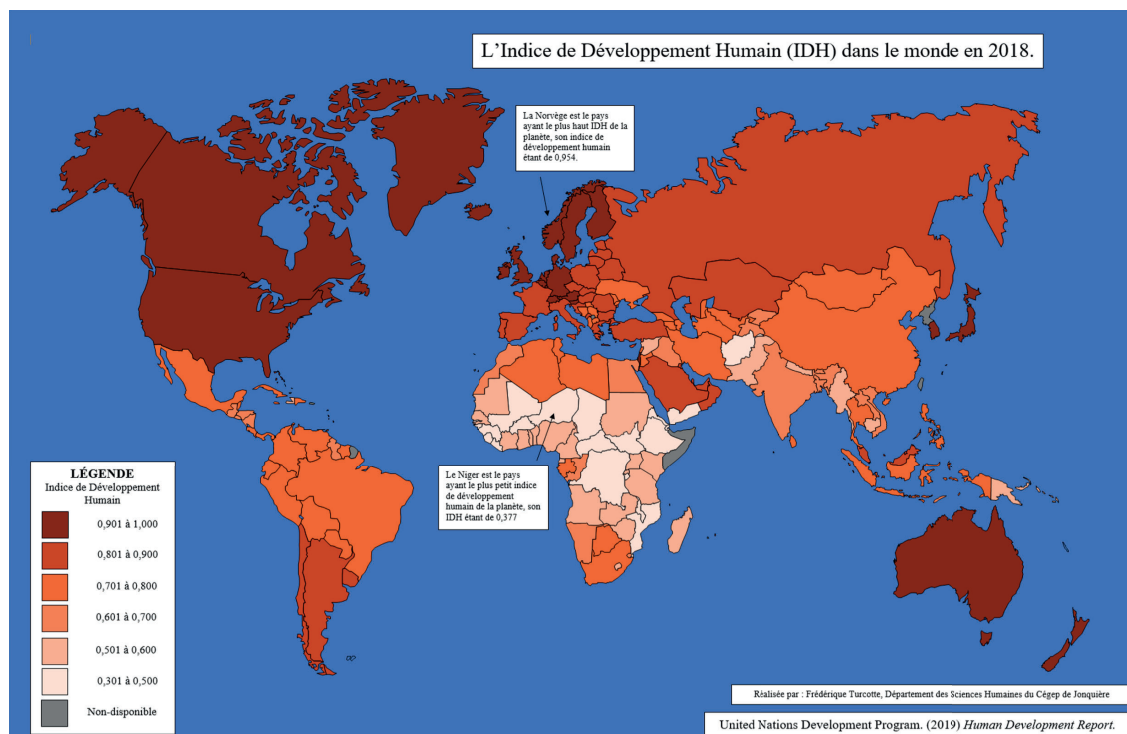 L'Indice de Développement Humain (IDH) dans le monde en 2018.
La Norvège est le pays
ayant le plus haut IDH de la
planète, son indice de
développement humain
étant de 0,954.
Le Niger est le pays
ayant le plus petit indice
de développement
humain de la planète, son
IDH étant de 0,377
LÉGENDE
Indice de Développement
Humain
0,901 à 1,000
0,801 à 0,900
0,701 à 0,800
0,601 à 0,700
0,501 à 0,600
0,301 à 0,500
Non-disponible
Réalisée par : Frédérique Turcotte, Département des Sciences Humaines du Cégep de Jonquière
United Nations Development Program. (2019) Human Development Report.